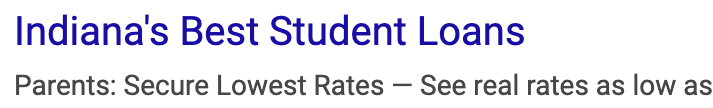 Indiana's Best Student Loans
Parents: Secure Lowest Rates — See real rates as low as